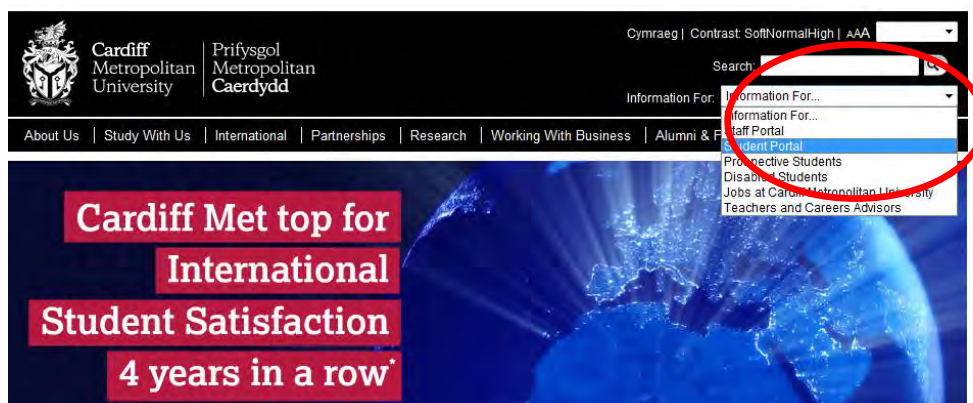 Cardiff
Metropolitan
University
Prifysgol
Metropolitan
Caerdydd
Cymraeg | Contrast: SoftNormalHigh | AAA
Search:
Information For: Information For...
Information For...
Staff Portal
Student Portal
Prospective Students
Disabled Students
Jobs at Cardiff Metropolitan University
Teachers and Careers Advisors
About Us | Study With Us | International | Partnerships | Research | Working With Business | Alumni & F
Cardiff Met top for
International
Student Satisfaction
4 years in a row*